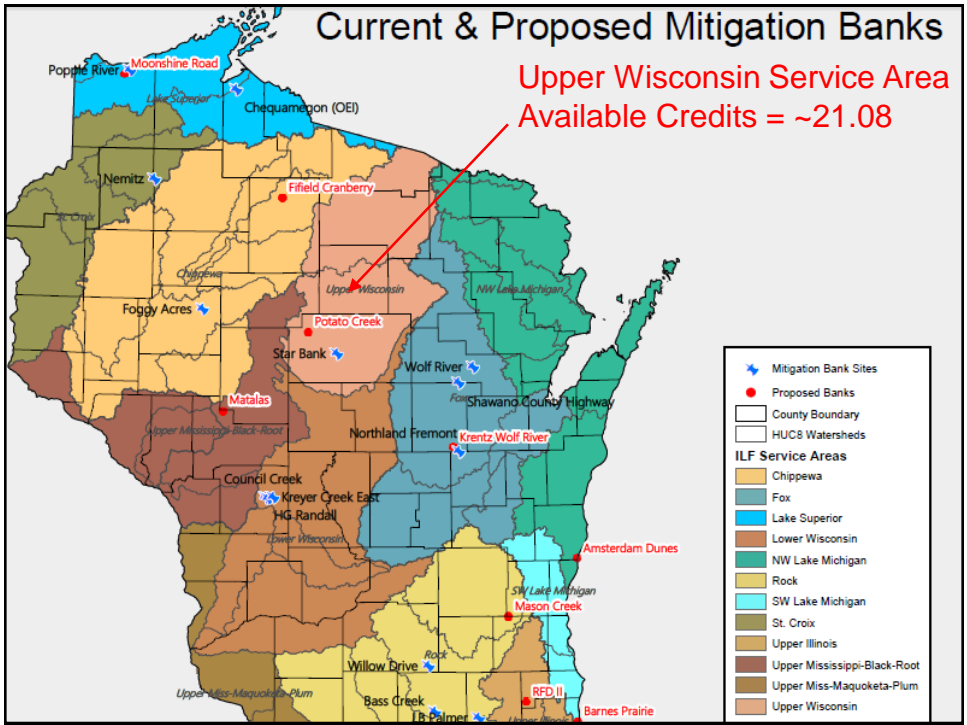 Current & Proposed Mitigation Banks
Upper Wisconsin Service Area
Available Credits = ~21.08
Popple River
Moonshine Road
Lake Superior
Chequamegon (OEI)
Nemitz
Fifield Cranberry
St. Croix
Chippewa
Upper Wisconsin
NW Lake Michigan
Foggy Acres
Potato Creek
Star Bank
Wolf River
Fox
Shawano County Highway
Matalas
Upper Mississippi-Black-Root
Northland Fremont
Krentz Wolf River
Council Creek
Kreyer Creek East
HG Randall
Lower Wisconsin
Amsterdam Dunes
SW Lake Michigan
Mason Creek
Rock
Willow Drive
Upper Miss-Maquoketa-Plum
Bass Creek
RFD II
LB Palmer
Upper Illinois
Barnes Prairie
Mitigation Bank Sites
Proposed Banks
County Boundary
HUC8 Watersheds
ILF Service Areas
Chippewa
Fox
Lake Superior
Lower Wisconsin
NW Lake Michigan
Rock
SW Lake Michigan
St. Croix
Upper Illinois
Upper Mississippi-Black-Root
Upper Miss-Maquoketa-Plum
Upper Wisconsin